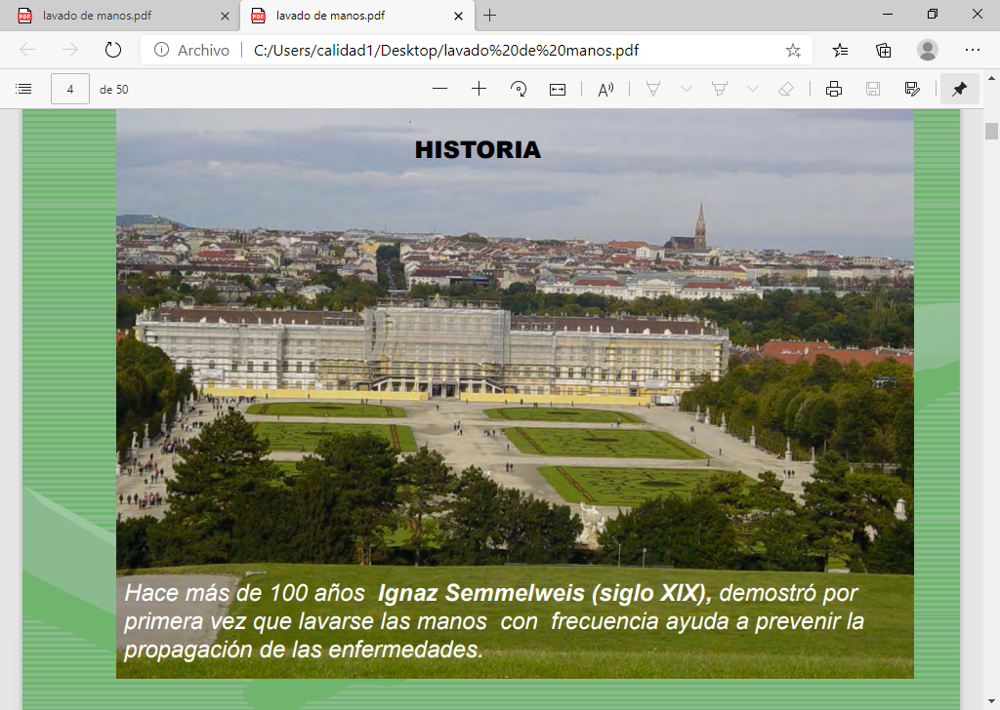 lavado de manos.pdf
lavado de manos.pdf
Archivo
C:/Users/calidad1/Desktop/lavado%20de%20manos.pdf
4 de 50
HISTORIA
Hace más de 100 años Ignaz Semmelweis (siglo XIX), demostró por
primera vez que lavarse las manos con frecuencia ayuda a prevenir la
propagación de las enfermedades.